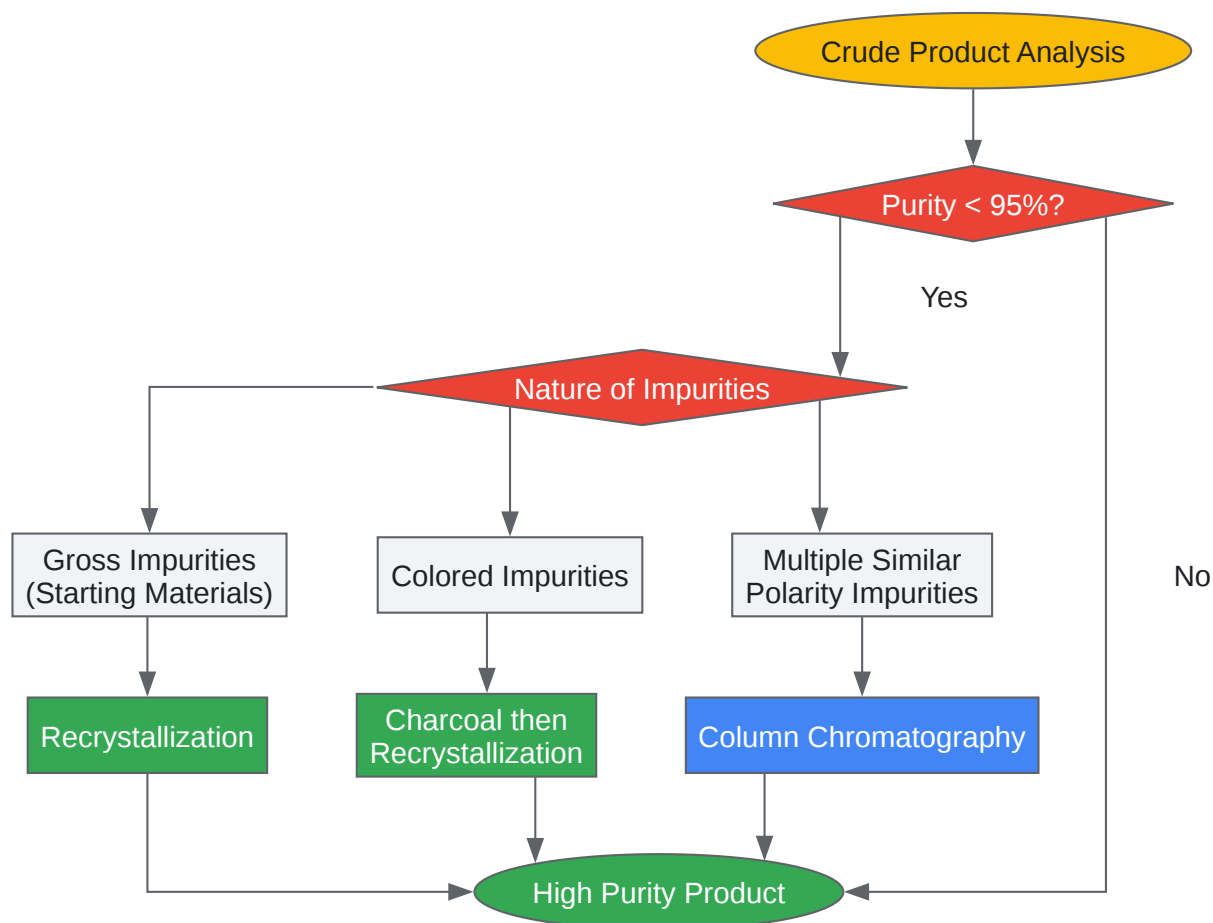 Crude Product Analysis
Purity < 95%?
Yes
Nature of Impurities
Gross Impurities
(Starting Materials)
Colored Impurities
Multiple Similar
Polarity Impurities
No
Recrystallization
Charcoal then
Recrystallization
Column Chromatography
High Purity Product